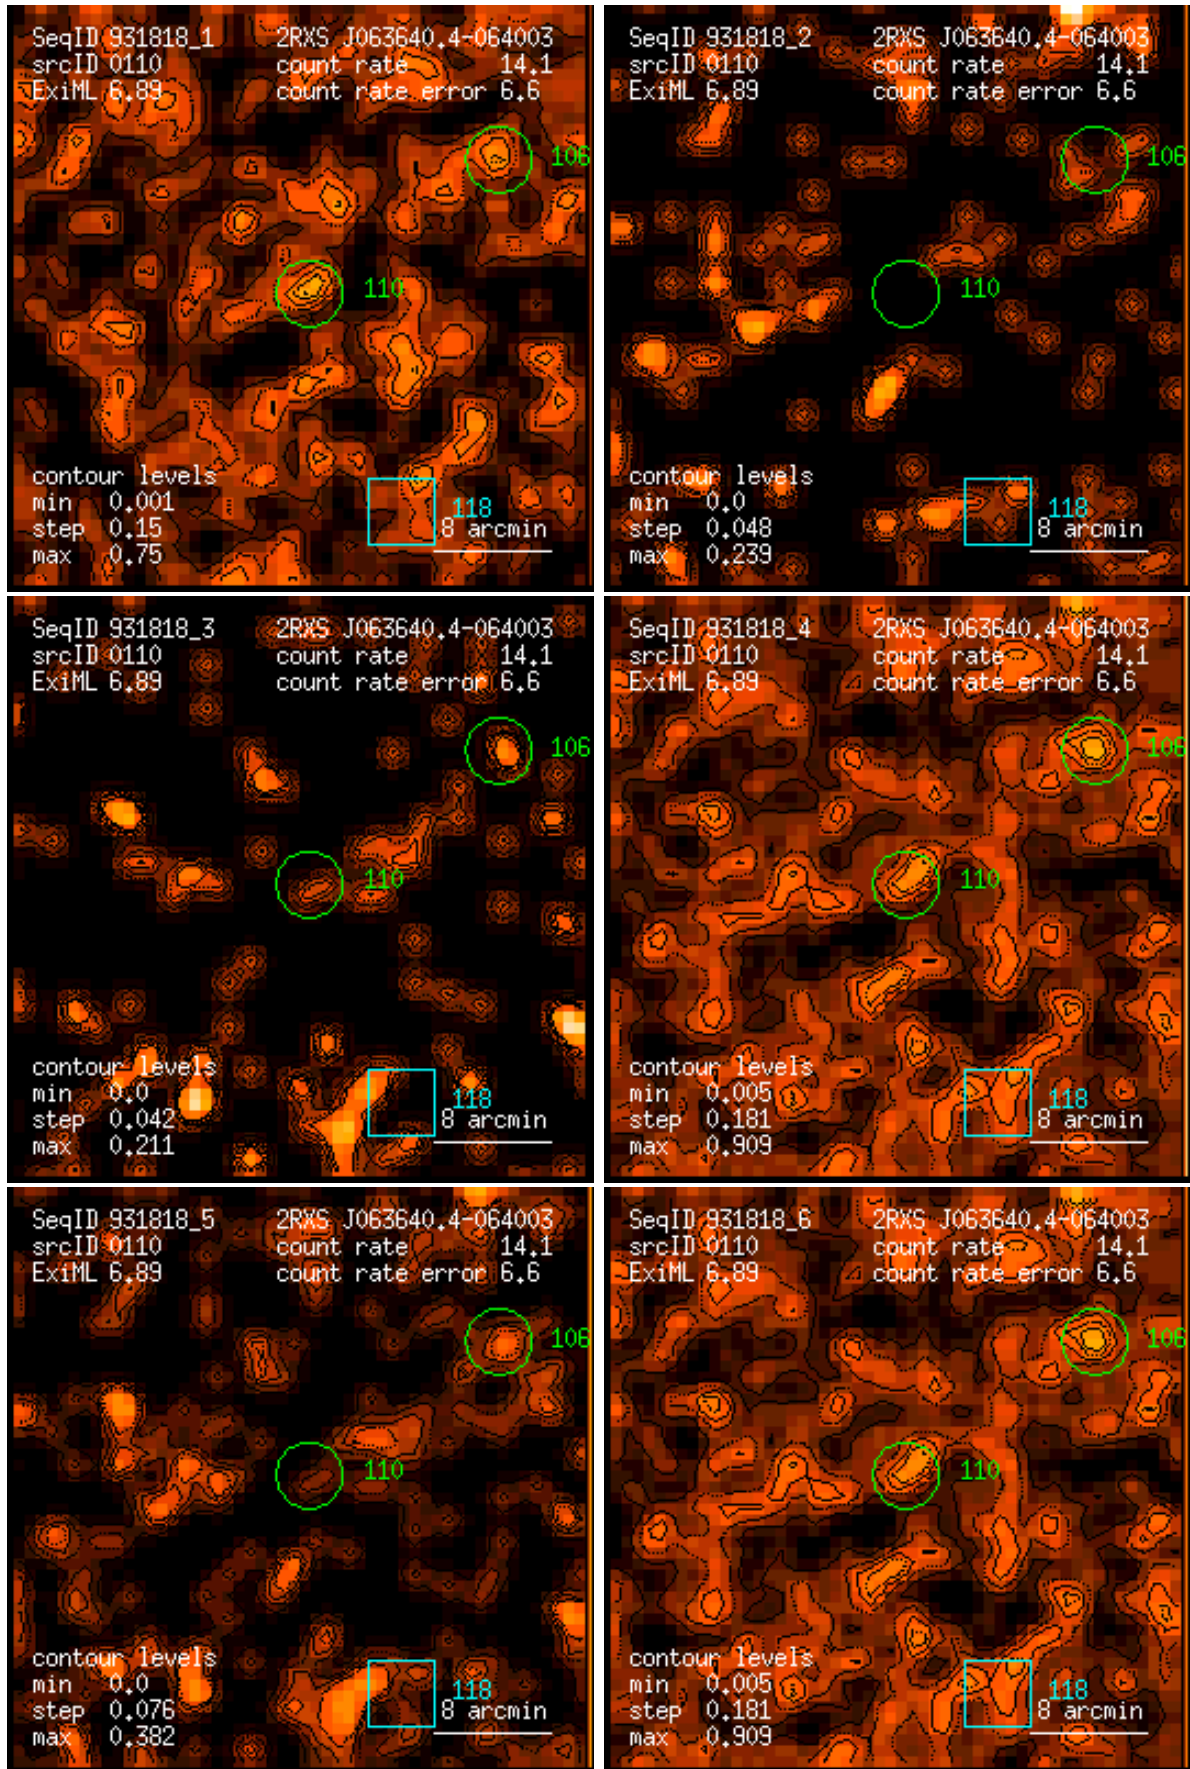 SeqID 931818_1 2RXS J063640.4-064003
srcID 0110 count rate 14.1
ExiML 6.89 count rate error 6.6
106
110
contour levels
min 0.001
step 0.15
max 0.75
118
8 arcmin
SeqID 931818_2 2RXS J063640.4-064003
srcID 0110 count rate 14.1
ExiML 6.89 count rate error 6.6
106
110
contour levels
min 0.0
step 0.048
max 0.239
118
8 arcmin
SeqID 931818_3 2RXS J063640.4-064003
srcID 0110 count rate 14.1
ExiML 6.89 count rate error 6.6
106
110
contour levels
min 0.0
step 0.042
max 0.211
118
8 arcmin
SeqID 931818_4 2RXS J063640.4-064003
srcID 0110 count rate 14.1
ExiML 6.89 count rate error 6.6
106
110
contour levels
min 0.005
step 0.181
max 0.909
118
8 arcmin
SeqID 931818_5 2RXS J063640.4-064003
srcID 0110 count rate 14.1
ExiML 6.89 count rate error 6.6
106
110
contour levels
min 0.0
step 0.076
max 0.382
118
8 arcmin
SeqID 931818_6 2RXS J063640.4-064003
srcID 0110 count rate 14.1
ExiML 6.89 count rate error 6.6
106
110
contour levels
min 0.005
step 0.181
max 0.909
118
8 arcmin